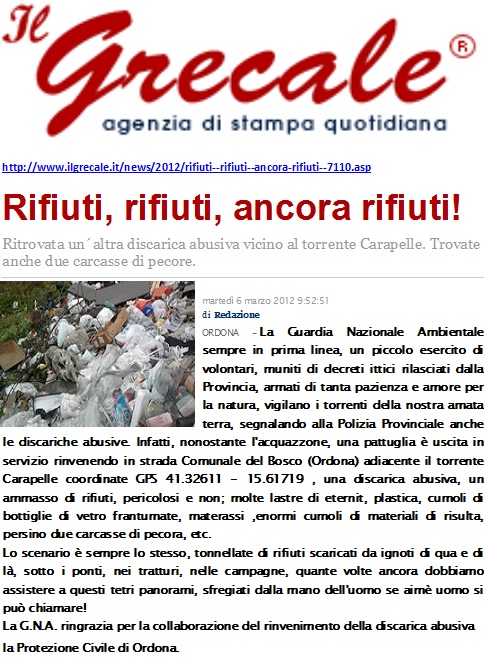 Il
Grecale®
agenzia di stampa quotidiana
http://www.ilgrecale.it/news/2012/rifiuti--rifiuti--ancora-rifiuti--7110.asp
Rifiuti, rifiuti, ancora rifiuti!
Ritrovata un´altra discarica abusiva vicino al torrente Carapelle. Trovate
anche due carcasse di pecore.
martedì 6 marzo 2012 9:52:51
di Redazione
ORDONA - La Guardia Nazionale Ambientale
sempre in prima linea, un piccolo esercito di
volontari, muniti di decreti ittici rilasciati dalla
Provincia, armati di tanta pazienza e amore per
la natura, vigilano i torrenti della nostra amata
terra, segnalando alla Polizia Provinciale anche
le discariche abusive. Infatti, nonostante l'acquazzone, una pattuglia è uscita in
servizio rinvenendo in strada Comunale del Bosco (Ordona) adiacente il torrente
Carapelle coordinate GPS 41.32611 - 15.61719 , una discarica abusiva, un
ammasso di rifiuti, pericolosi e non; molte lastre di eternit, plastica, cumoli di
bottiglie di vetro frantumate, materassi ,enormi cumoli di materiali di risulta,
persino due carcasse di pecora, etc.
Lo scenario è sempre lo stesso, tonnellate di rifiuti scaricati da ignoti di qua e di
là, sotto i ponti, nei tratturi, nelle campagne, quante volte ancora dobbiamo
assistere a questi tetri panorami, sfregiati dalla mano dell'uomo se aimè uomo si
può chiamare!
La G.N.A. ringrazia per la collaborazione del rinvenimento della discarica abusiva
la Protezione Civile di Ordona.